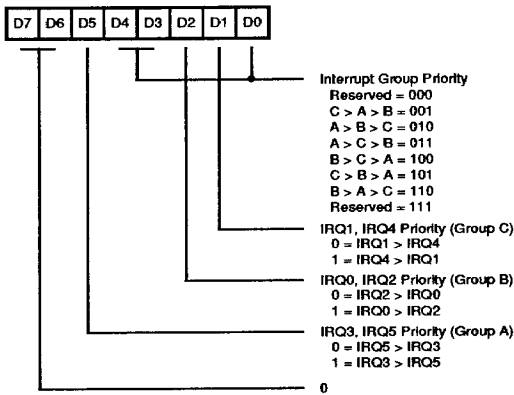 D7 D6 D5 D4 D3 D2 D1 D0
Interrupt Group Priority
Reserved = 000
C > A > B = 001
A > B > C = 010
A > C > B = 011
B > C > A = 100
C > B > A = 101
B > A > C = 110
Reserved = 111
IRQ1, IRQ4 Priority (Group C)
0 = IRQ1 > IRQ4
1 = IRQ4 > IRQ1
IRQ0, IRQ2 Priority (Group B)
0 = IRQ2 > IRQ0
1 = IRQ0 > IRQ2
IRQ3, IRQ5 Priority (Group A)
0 = IRQ5 > IRQ3
1 = IRQ3 > IRQ5
0